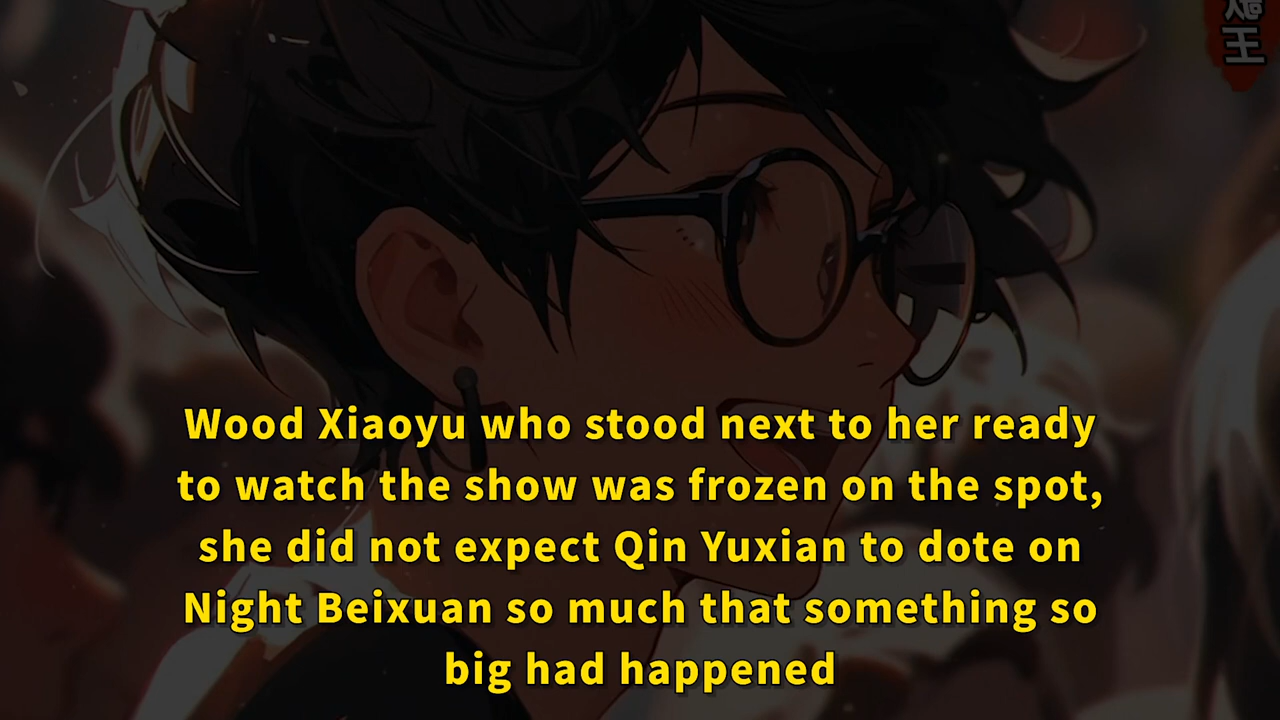 王
Wood Xiaoyu who stood next to her ready
to watch the show was frozen on the spot,
she did not expect Qin Yuxian to dote on
Night Beixuan so much that something so
big had happened